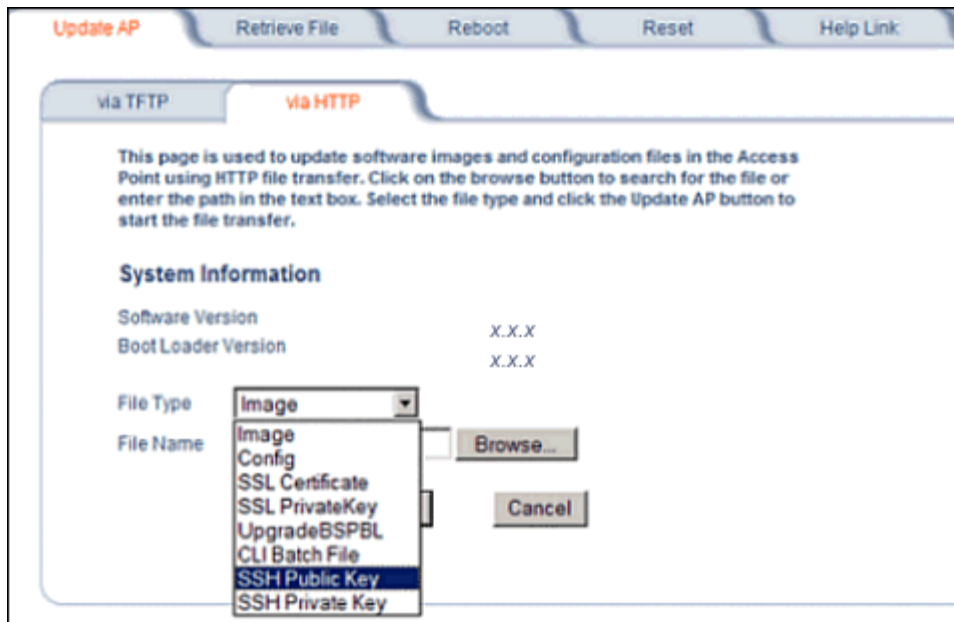 Update AP Retrieve File Reboot Reset Help Link
via TFTP via HTTP
This page is used to update software images and configuration files in the Access
Point using HTTP file transfer. Click on the browse button to search for the file or
enter the path in the text box. Select the file type and click the Update AP button to
start the file transfer.
System Information
Software Version x.x.x
Boot Loader Version x.x.x
File Type Image
File Name Browse...
Image
Config
SSL Certificate
SSL PrivateKey
UpgradeBSPBL
CLI Batch File
SSH Public Key
SSH Private Key
Cancel